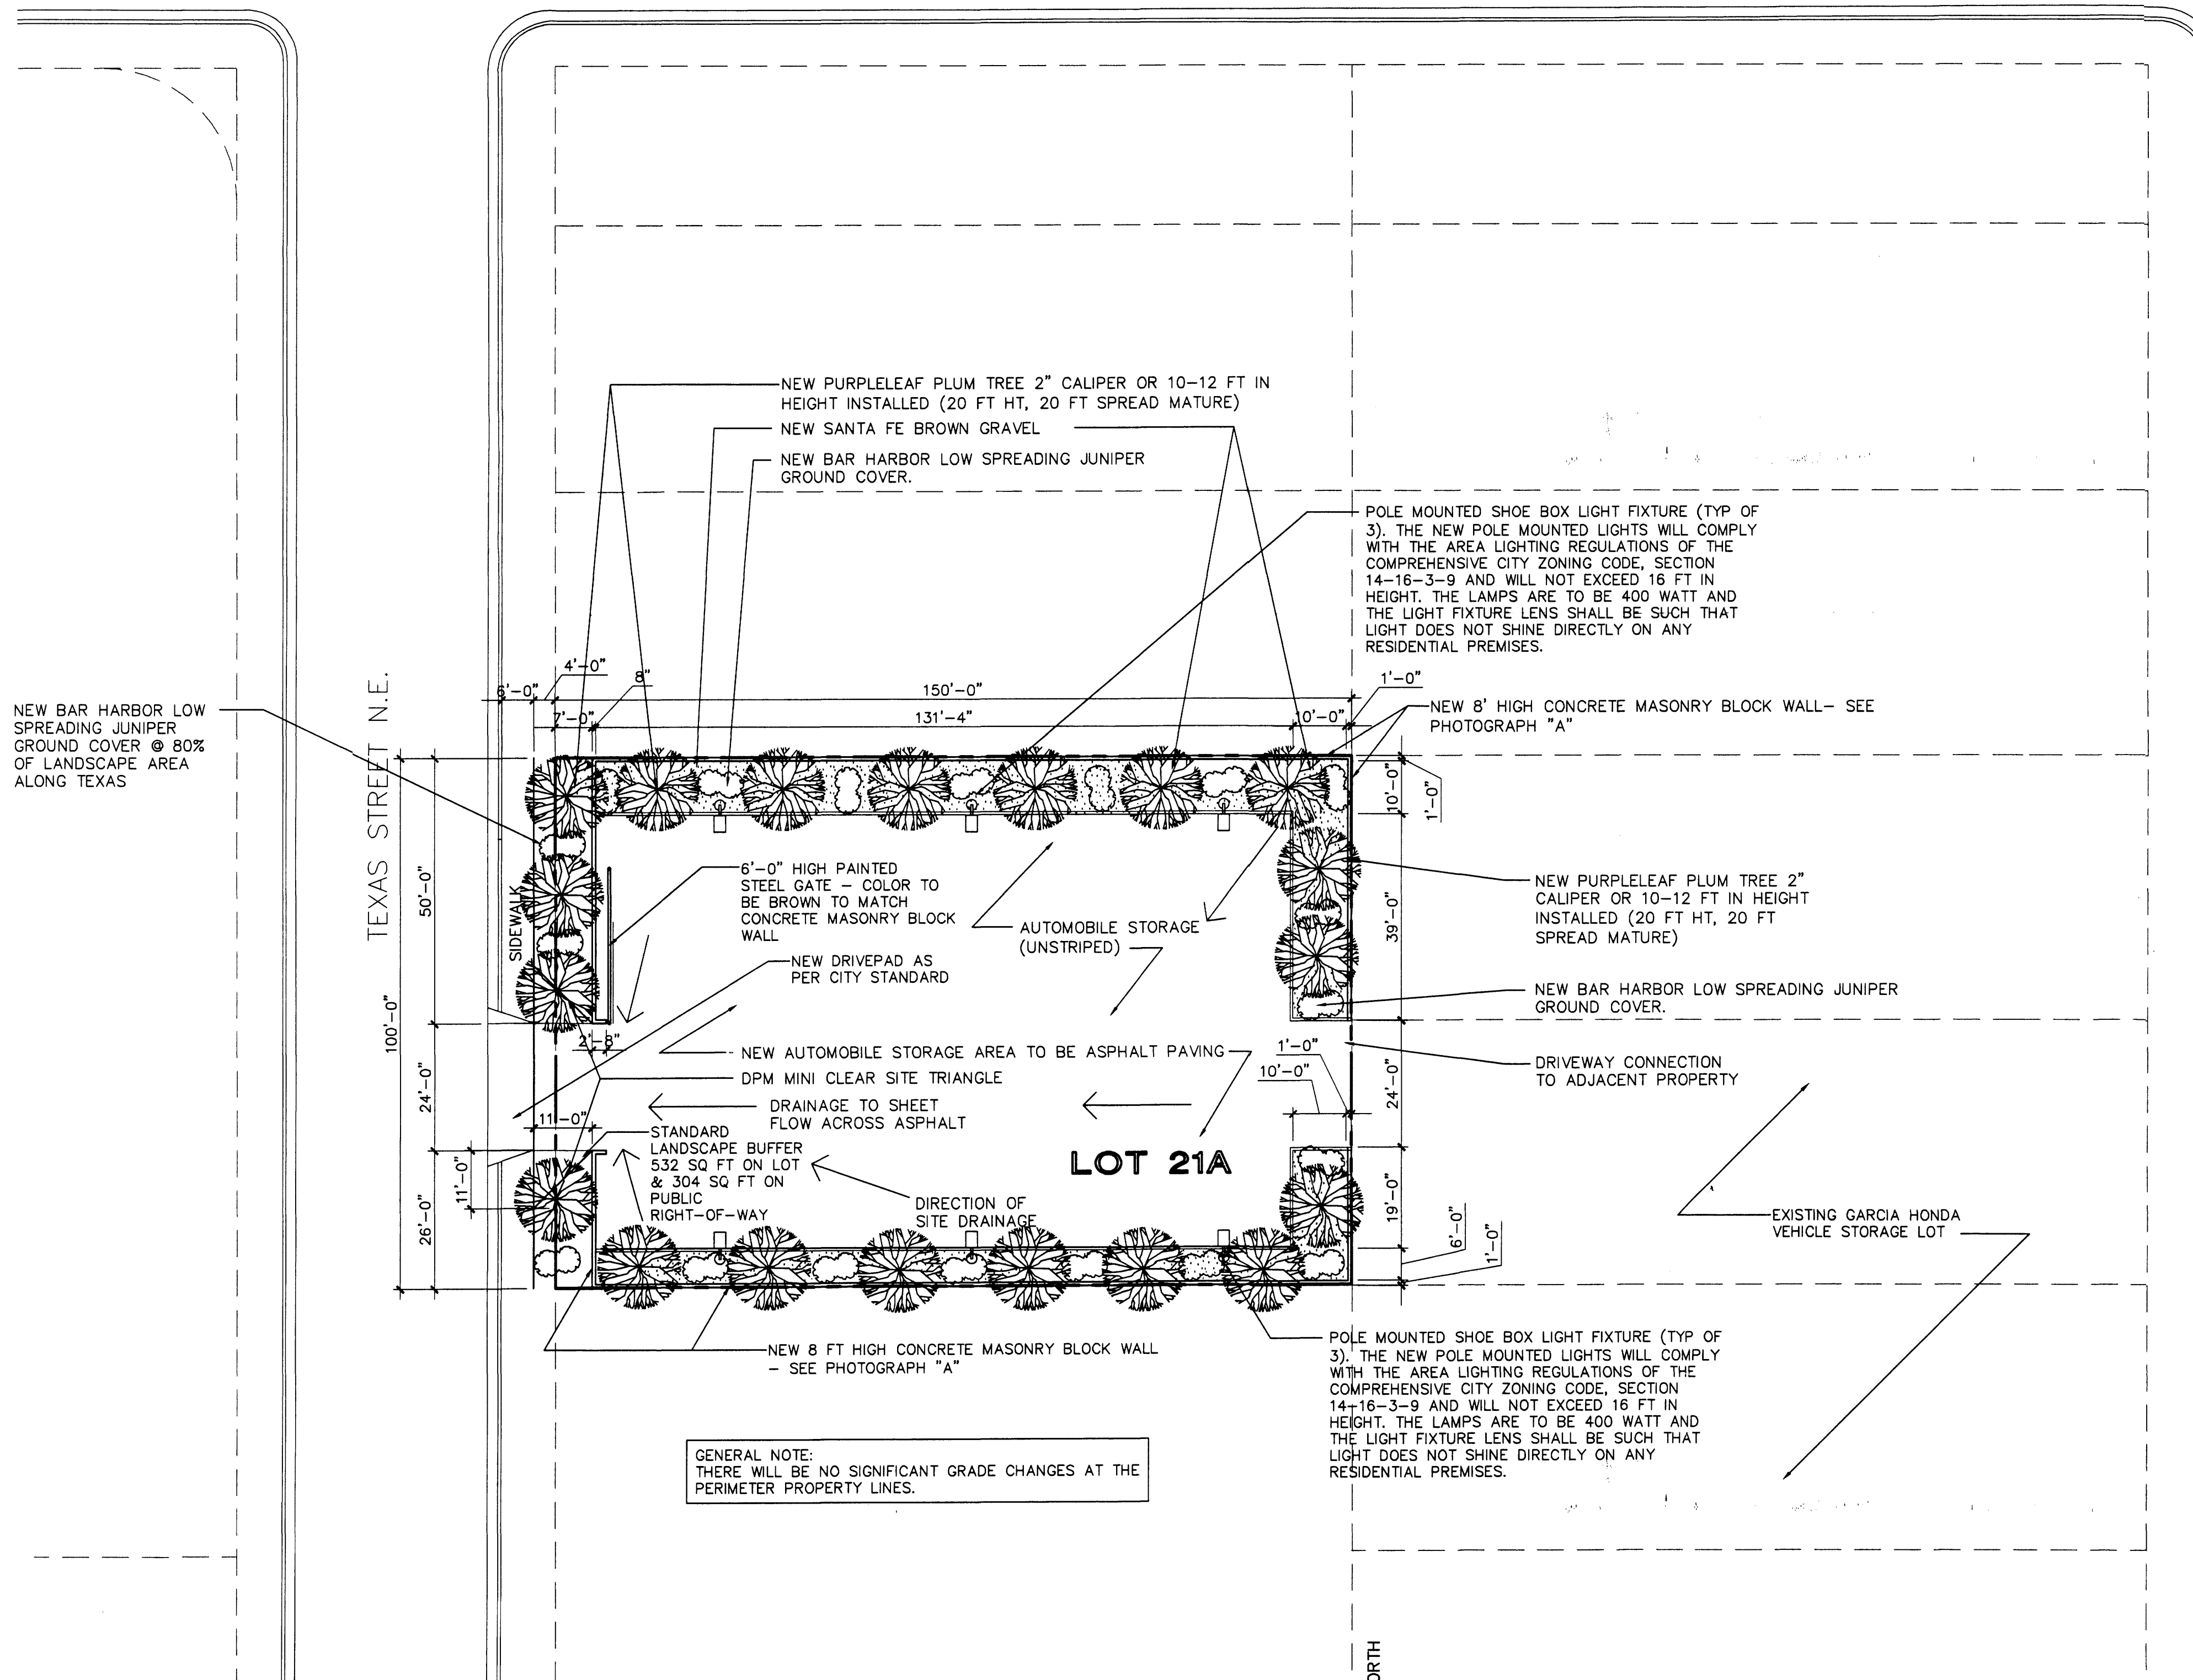 NEW PURPLELEAF PLUM TREE 2" CALIPER OR 10-12 FT IN
HEIGHT INSTALLED (20 FT HT, 20 FT SPREAD MATURE)
NEW SANTA FE BROWN GRAVEL
NEW BAR HARBOR LOW SPREADING JUNIPER
GROUND COVER.
POLE MOUNTED SHOE BOX LIGHT FIXTURE (TYP OF
3). THE NEW POLE MOUNTED LIGHTS WILL COMPLY
WITH THE AREA LIGHTING REGULATIONS OF THE
COMPREHENSIVE CITY ZONING CODE, SECTION
14-16-3-9 AND WILL NOT EXCEED 16 FT IN
HEIGHT. THE LAMPS ARE TO BE 400 WATT AND
THE LIGHT FIXTURE LENS SHALL BE SUCH THAT
LIGHT DOES NOT SHINE DIRECTLY ON ANY
RESIDENTIAL PREMISES.
4'-0"
8"
6'-0"
150'-0"
1'-0"
7'-0"
131'-4"
10'-0"
NEW 8' HIGH CONCRETE MASONRY BLOCK WALL- SEE
PHOTOGRAPH "A"
NEW BAR HARBOR LOW
SPREADING JUNIPER
GROUND COVER @ 80%
OF LANDSCAPE AREA
ALONG TEXAS
TEXAS STREET N.E.
10'-0"
1'-0"
50'-0"
SIDEWALK
6'-0" HIGH PAINTED
STEEL GATE - COLOR TO
BE BROWN TO MATCH
CONCRETE MASONRY BLOCK
WALL
AUTOMOBILE STORAGE
(UNSTRIPED)
39'-0"
NEW PURPLELEAF PLUM TREE 2"
CALIPER OR 10-12 FT IN HEIGHT
INSTALLED (20 FT HT, 20 FT
SPREAD MATURE)
NEW DRIVEPAD AS
PER CITY STANDARD
NEW BAR HARBOR LOW SPREADING JUNIPER
GROUND COVER.
100'-0"
2'-8"
NEW AUTOMOBILE STORAGE AREA TO BE ASPHALT PAVING
1'-0"
10'-0"
DPM MINI CLEAR SITE TRIANGLE
DRIVEWAY CONNECTION
TO ADJACENT PROPERTY
24'-0"
24'-0"
DRAINAGE TO SHEET
FLOW ACROSS ASPHALT
11'-0"
STANDARD
LANDSCAPE BUFFER
532 SQ FT ON LOT
& 304 SQ FT ON
PUBLIC
RIGHT-OF-WAY
LOT 21A
11'-0"
26'-0"
DIRECTION OF
SITE DRAINAGE
19'-0"
6'-0"
1'-0"
EXISTING GARCIA HONDA
VEHICLE STORAGE LOT
NEW 8 FT HIGH CONCRETE MASONRY BLOCK WALL
- SEE PHOTOGRAPH "A"
POLE MOUNTED SHOE BOX LIGHT FIXTURE (TYP OF
3). THE NEW POLE MOUNTED LIGHTS WILL COMPLY
WITH THE AREA LIGHTING REGULATIONS OF THE
COMPREHENSIVE CITY ZONING CODE, SECTION
14-16-3-9 AND WILL NOT EXCEED 16 FT IN
HEIGHT. THE LAMPS ARE TO BE 400 WATT AND
THE LIGHT FIXTURE LENS SHALL BE SUCH THAT
LIGHT DOES NOT SHINE DIRECTLY ON ANY
RESIDENTIAL PREMISES.
GENERAL NOTE:
THERE WILL BE NO SIGNIFICANT GRADE CHANGES AT THE
PERIMETER PROPERTY LINES.